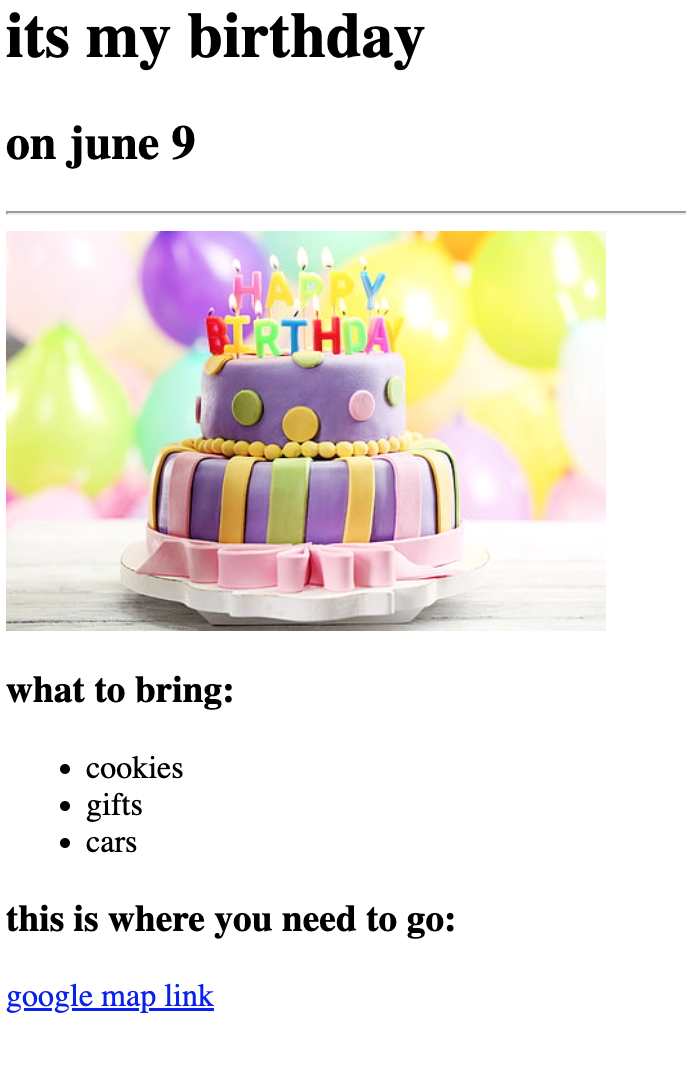 its my birthday
on june 9
HAPPY
BIRTHDAY
what to bring:
cookies
gifts
cars
this is where you need to go:
google map link